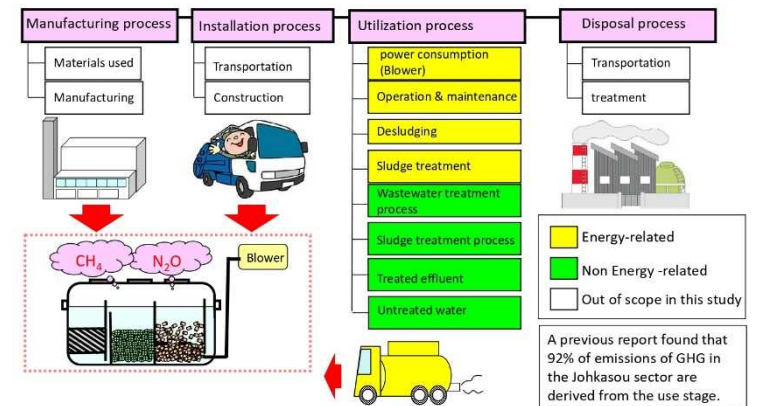 Manufacturing process
Materials used
Manufacturing
Installation process
Transportation
Construction
Utilization process
power consumption
(Blower)
Operation & maintenance
Desludging
Sludge treatment
Wastewater treatment
process
Sludge treatment process
Treated effluent
Untreated water
Disposal process
Transportation
treatment
CH4
N2O
Blower
Energy-related
Non Energy -related
Out of scope in this study
A previous report found that
92% of emissions of GHG in
the Johkasou sector are
derived from the use stage.